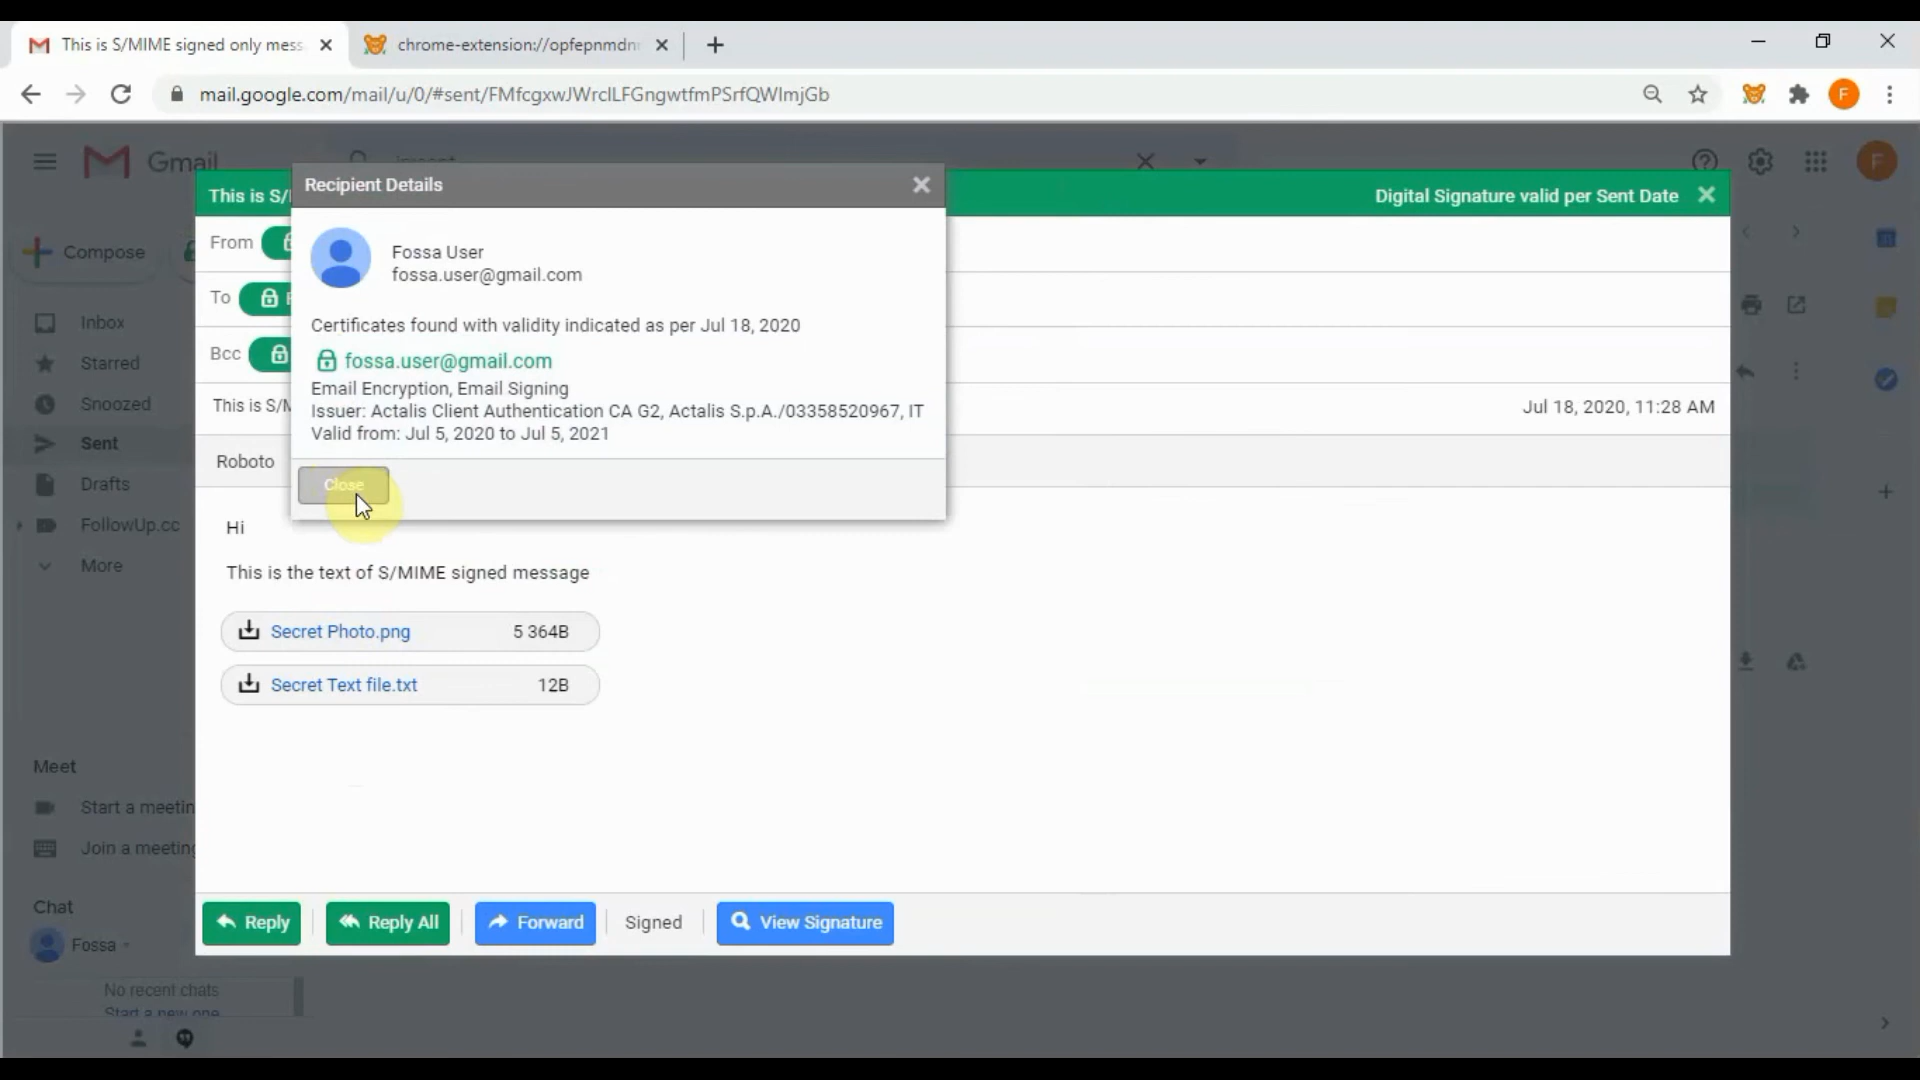 This is S/MIME signed only mess
chrome-extension://opfepnmdn
mail.google.com/mail/u/0/#sent/FMfcgxwJWrclLFGngwtfmPSrfQWlmjGb
F
Gmail
F
This is S/
Recipient Details
Digital Signature valid per Sent Date
From
Fossa User
fossa.user@gmail.com
Compose
To
Certificates found with validity indicated as per Jul 18, 2020
Inbox
Bcc
fossa.user@gmail.com
Starred
Email Encryption, Email Signing
This is S/M
Issuer: Actalis Client Authentication CA G2, Actalis S.p.A./03358520967, IT
Jul 18, 2020, 11:28 AM
Snoozed
Valid from: Jul 5, 2020 to Jul 5, 2021
Sent
Roboto
Close
Drafts
FollowUp.cc
Hi
More
This is the text of S/MIME signed message
Secret Photo.png 5 364B
Secret Text file.txt 12B
Meet
Start a meetin
Join a meeting
Chat
Fossa
Reply
Reply All
Forward
Signed
View Signature
No recent chats
Start a new one